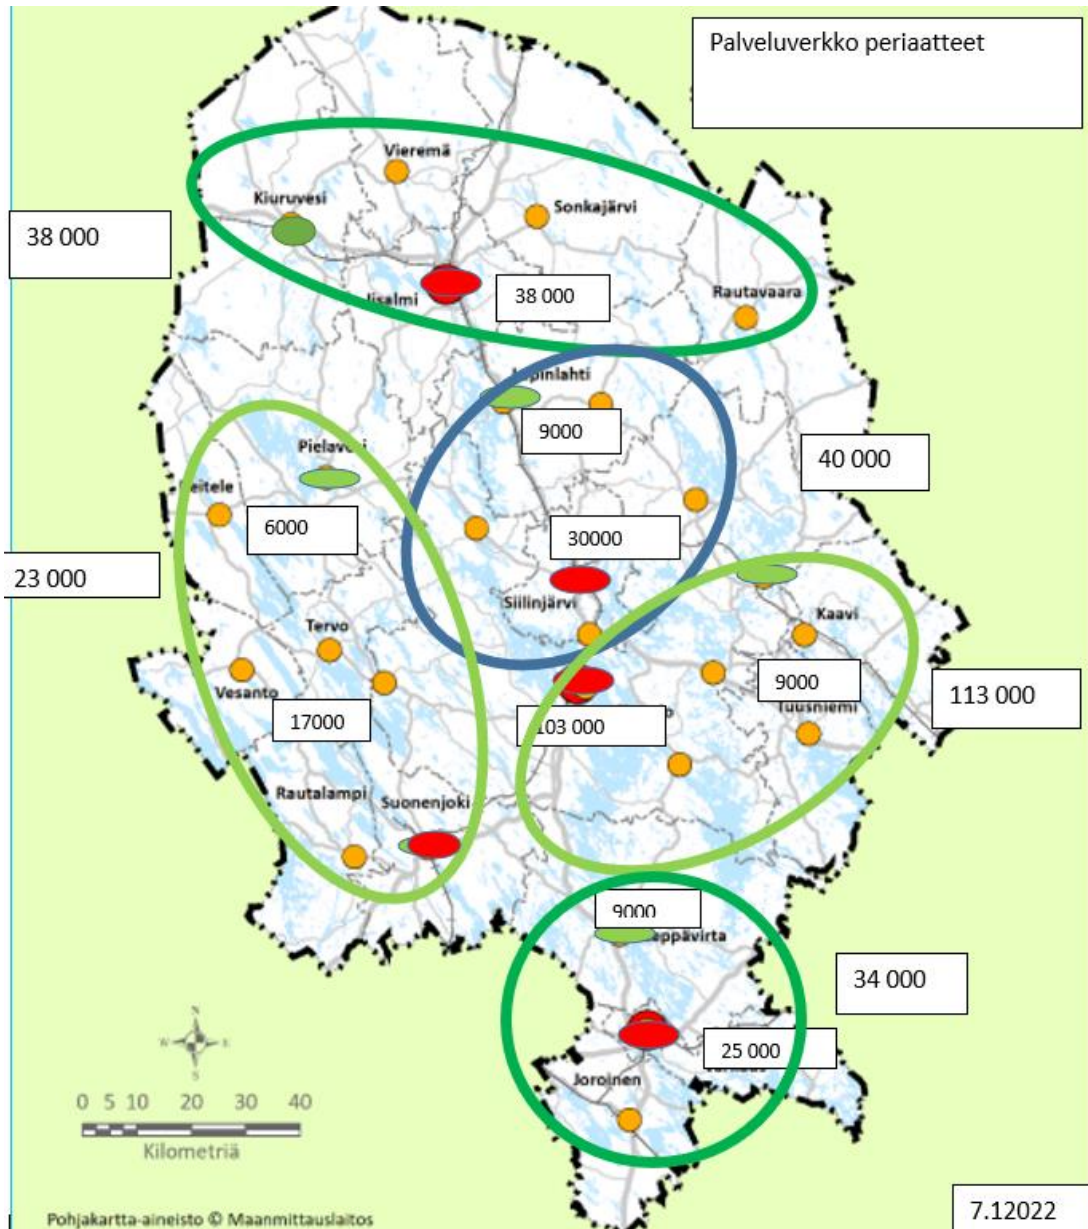 Palveluverkko periaatteet
Vieremä
Kiuruvesi
Sonkajärvi
38 000
38 000
Rautavaara
9000
Pielavesi
40 000
6000
30000
23 000
Siilinjärvi
Kaavi
Tervo
9000
113 000
Vesanto
17000
103 000
Rautalampi
Suonenjoki
9000
34 000
25 000
Joroinen
0 5 10 20 30 40
Kilometriä
7.12022
Pohjakartta-aineisto © Maanmittauslaitos